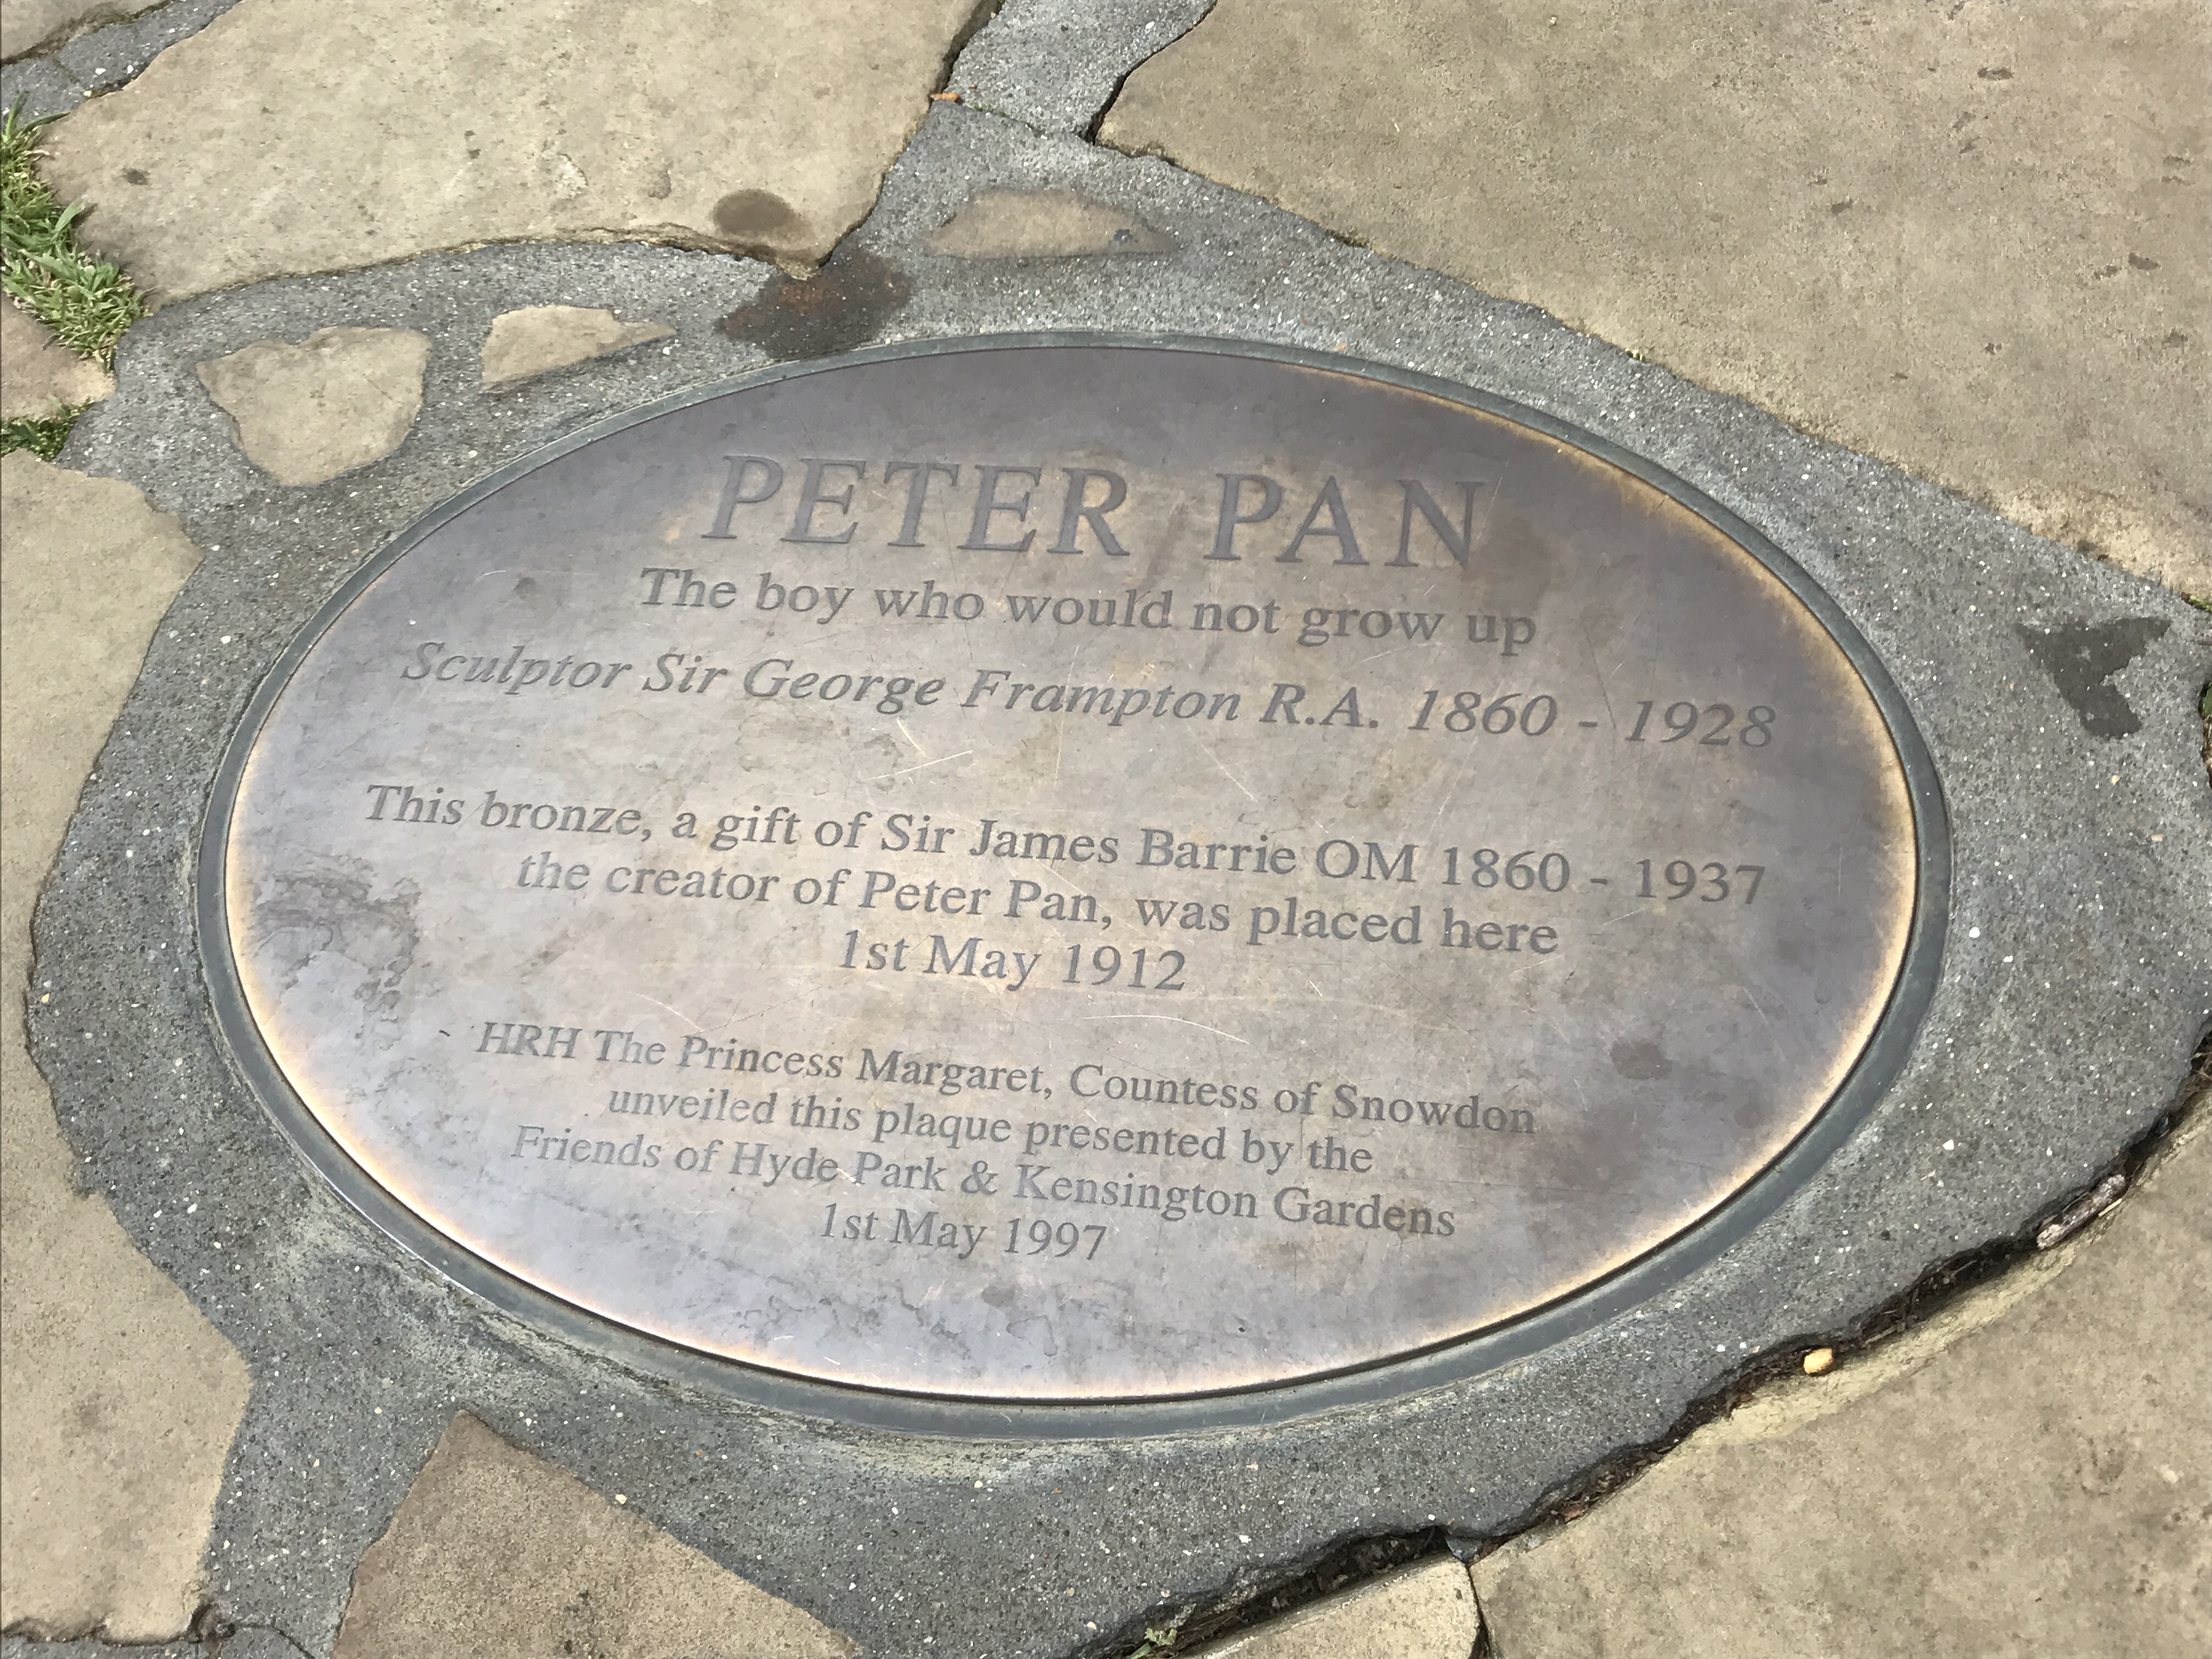 PETER PAN
The boy who would not grow up
Sculptor Sir George Frampton R.A. 1860 - 1928
This bronze, a gift of Sir James Barrie OM 1860 - 1937
the creator of Peter Pan, was placed here
1st May 1912
HRH The Princess Margaret, Countess of Snowdon
unveiled this plaque presented by the
Friends of Hyde Park & Kensington Gardens
1st May 1997